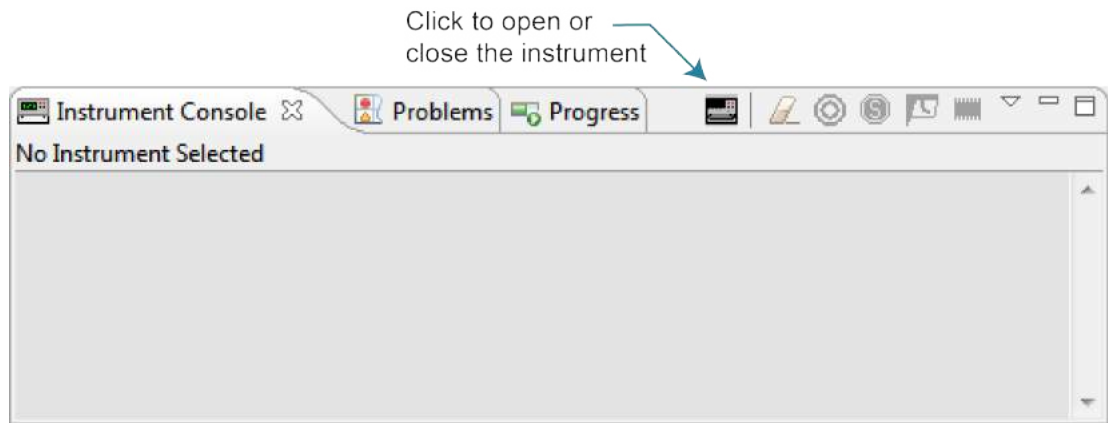 Click to open or
close the instrument
Instrument Console Problems Progress
No Instrument Selected